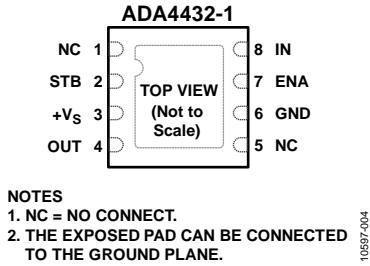 ADA4432-1
NC 1
STB 2
+VS 3
OUT 4
TOP VIEW
(Not to
Scale)
8 IN
7 ENA
6 GND
5 NC
NOTES
1. NC = NO CONNECT.
2. THE EXPOSED PAD CAN BE CONNECTED
TO THE GROUND PLANE.
10597-004